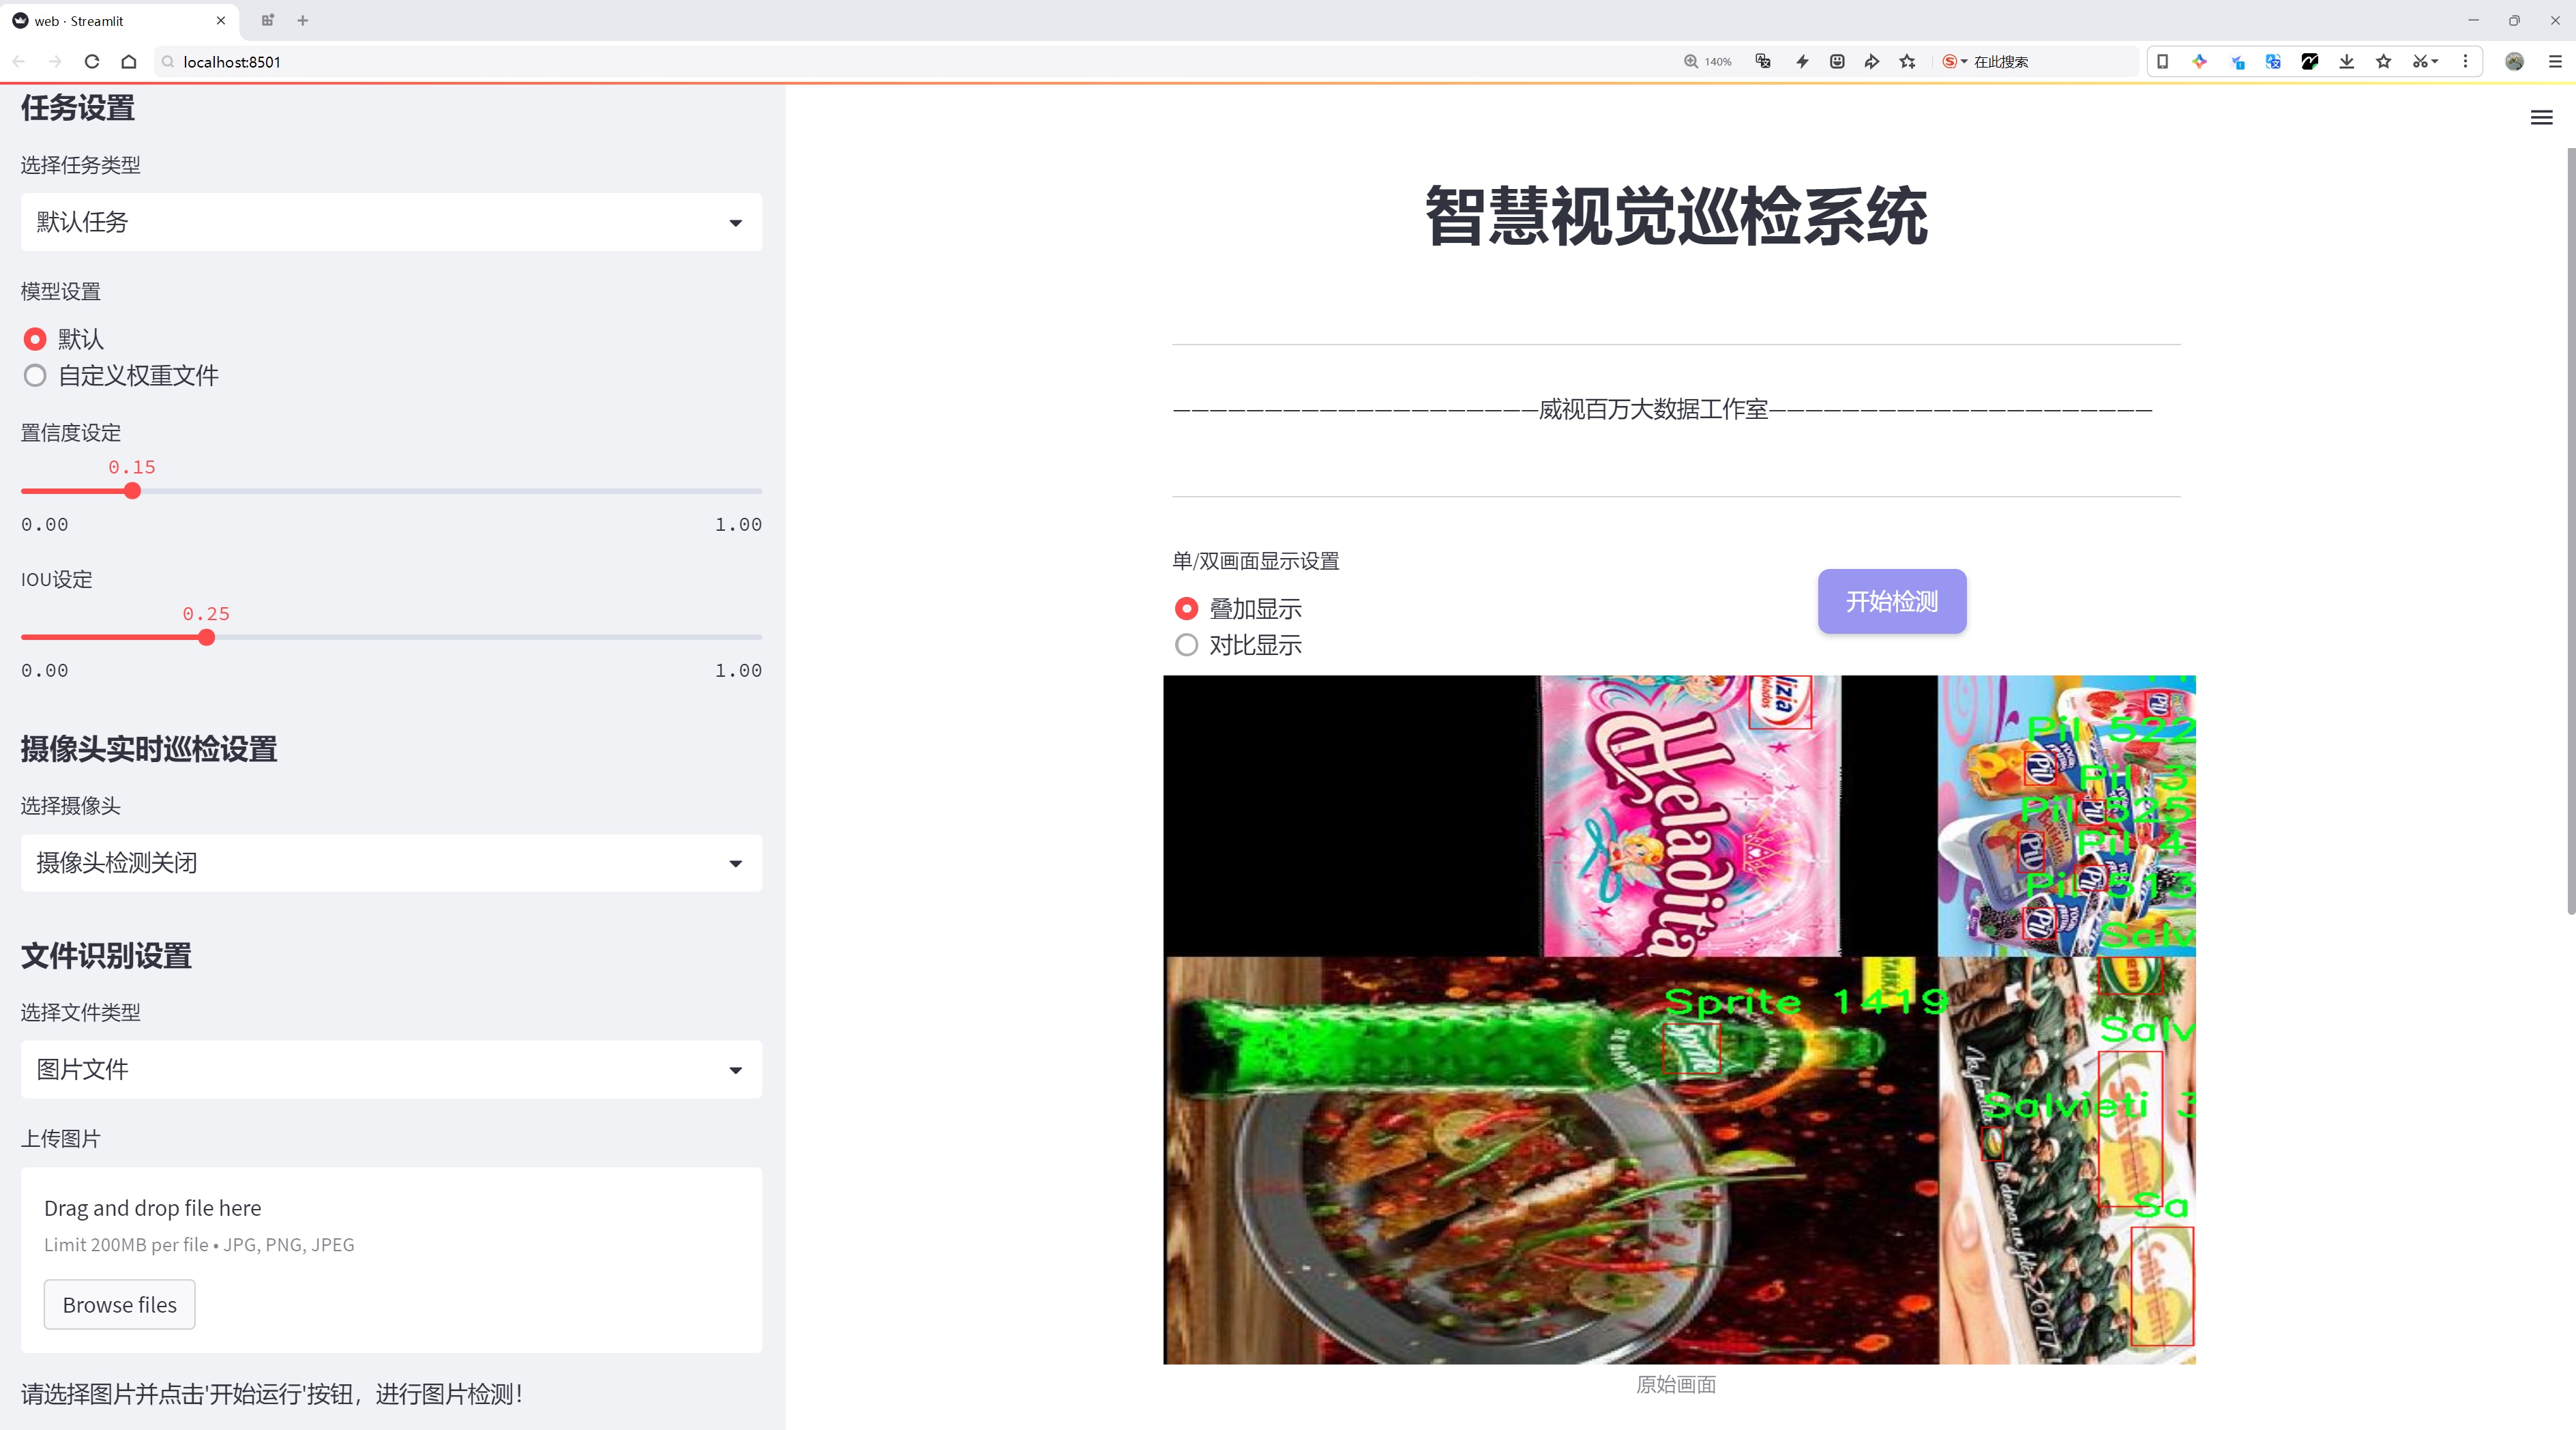 web · Streamlit
localhost:8501
140%
在此搜索
任务设置
选择任务类型
默认任务
模型设置
默认
自定义权重文件
置信度设定
0.15
0.00 1.00
IOU设定
0.25
0.00 1.00
摄像头实时巡检设置
选择摄像头
摄像头检测关闭
文件识别设置
选择文件类型
图片文件
上传图片
Drag and drop file here
Limit 200MB per file • JPG, PNG, JPEG
Browse files
请选择图片并点击'开始运行'按钮，进行图片检测！
智慧视觉巡检系统
————————————————————威视百万大数据工作室—————————————————————
单/双画面显示设置
叠加显示
对比显示
开始检测
Heladita
Pil 522
Pil 3
Pil 525
Pil 4
Pil 513
Salv
Sprite 1419
Salv
Salvieti 3
Sa
Sprite
Pil
2017
原始画面